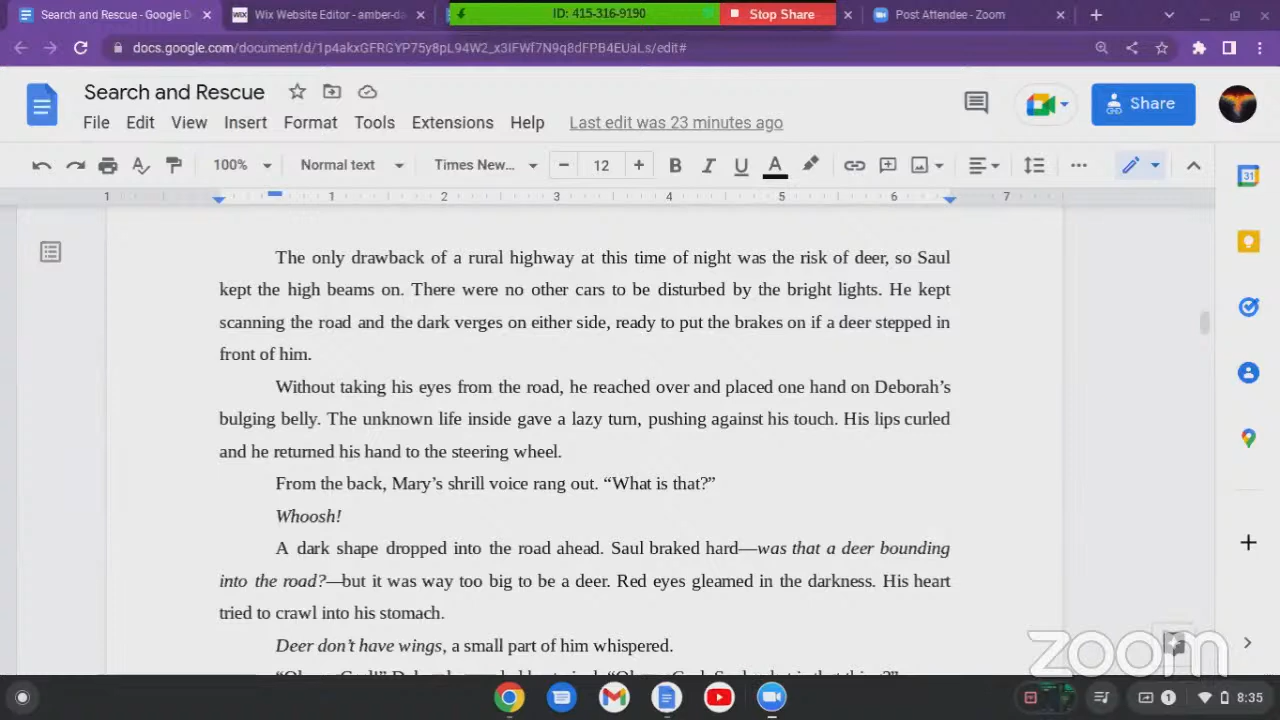 Search and Rescue - Google D
Wix Website Editor - amber-da
ID: 415-316-9190
Stop Share
Post Attendee - Zoom
docs.google.com/document/d/1p4akxGFRGYP75y8pL94W2_x3IFWf7N9q8dFPB4EUaLs/edit#
Search and Rescue
Share
File Edit View Insert Format Tools Extensions Help Last edit was 23 minutes ago
100% Normal text Times New... 12
1 1 2 3 4 5 6 7
The only drawback of a rural highway at this time of night was the risk of deer, so Saul
kept the high beams on. There were no other cars to be disturbed by the bright lights. He kept
scanning the road and the dark verges on either side, ready to put the brakes on if a deer stepped in
front of him.
Without taking his eyes from the road, he reached over and placed one hand on Deborah’s
bulging belly. The unknown life inside gave a lazy turn, pushing against his touch. His lips curled
and he returned his hand to the steering wheel.
From the back, Mary’s shrill voice rang out. “What is that?”
Whoosh!
A dark shape dropped into the road ahead. Saul braked hard—was that a deer bounding
into the road?—but it was way too big to be a deer. Red eyes gleamed in the darkness. His heart
tried to crawl into his stomach.
Deer don’t have wings, a small part of him whispered.
zoom
1 8:35